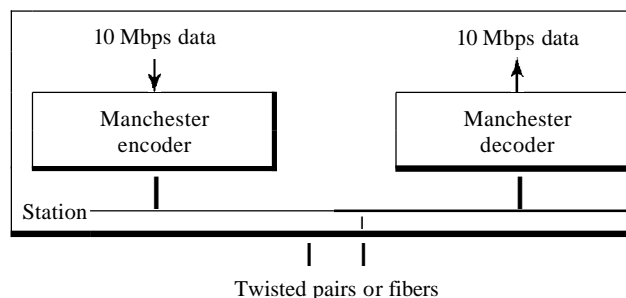 10 Mbps data
10 Mbps data
Manchester
encoder
Manchester
decoder
Station
Twisted pairs or fibers